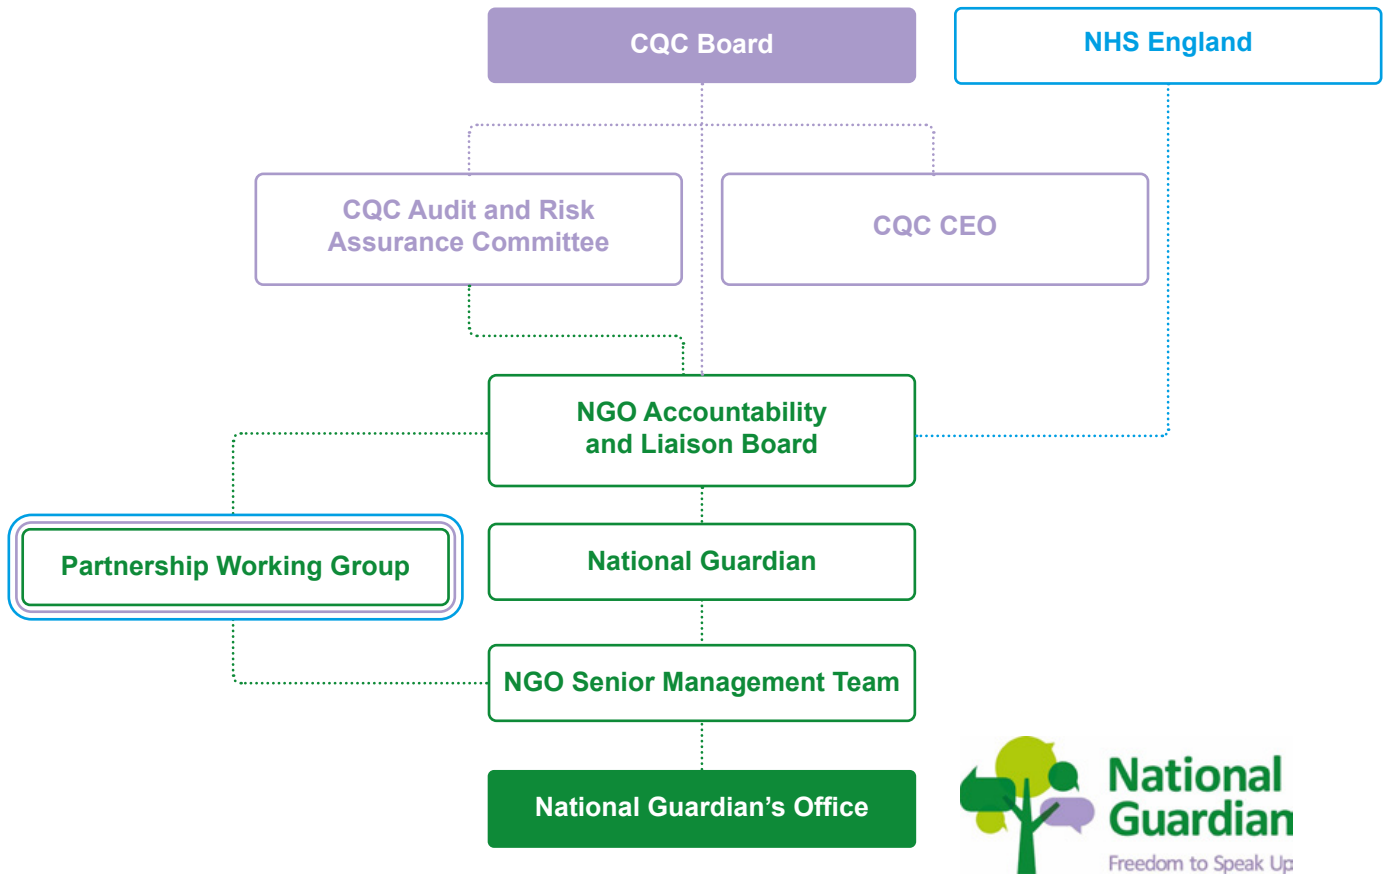 CQC Board
NHS England
CQC Audit and Risk
Assurance Committee
CQC CEO
NGO Accountability
and Liaison Board
Partnership Working Group
National Guardian
NGO Senior Management Team
National Guardian’s Office
National
Guardian
Freedom to Speak Up